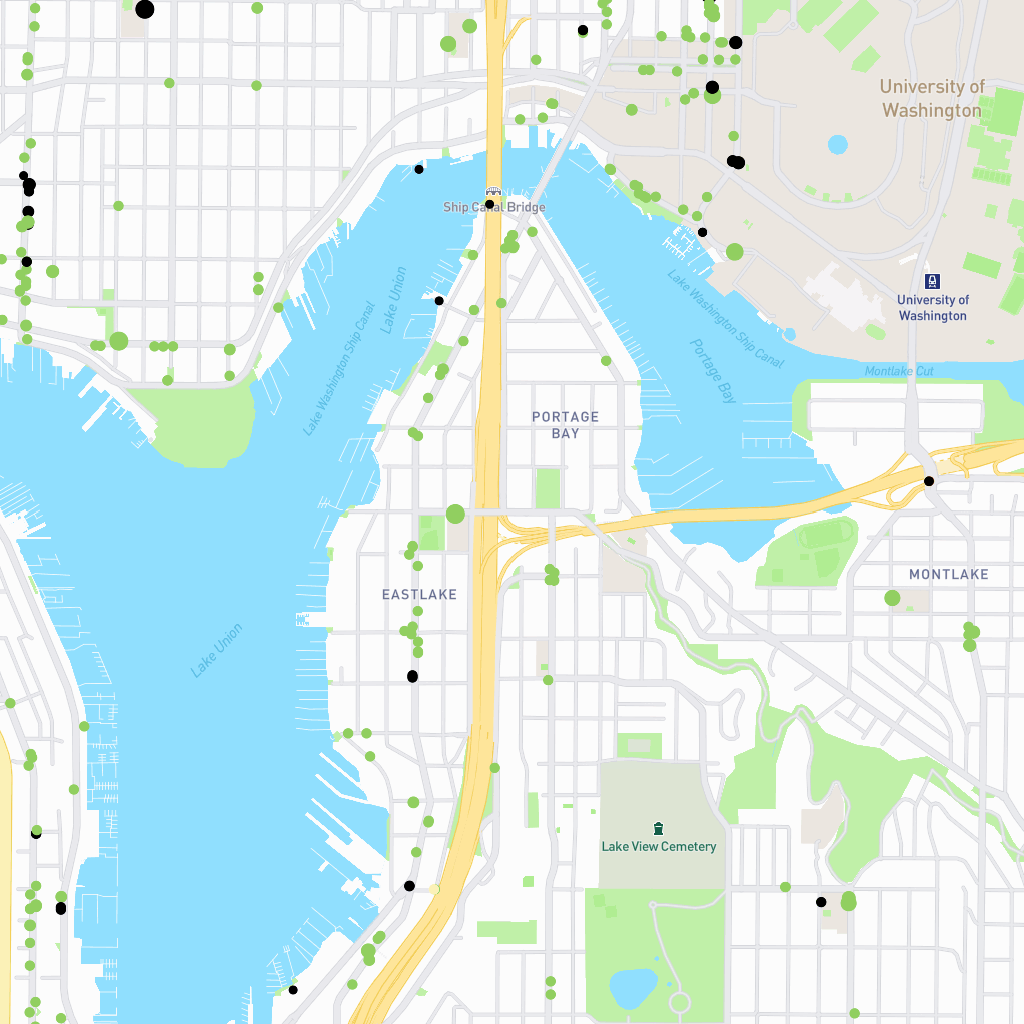 University of
Washington
Ship Canal Bridge
Lake Union
Lake Washington Ship Canal
Lake Washington Ship Canal
University of
Washington
Portage Bay
Montlake Cut
PORTAGE
BAY
EASTLAKE
MONTLAKE
Lake Union
Lake View Cemetery